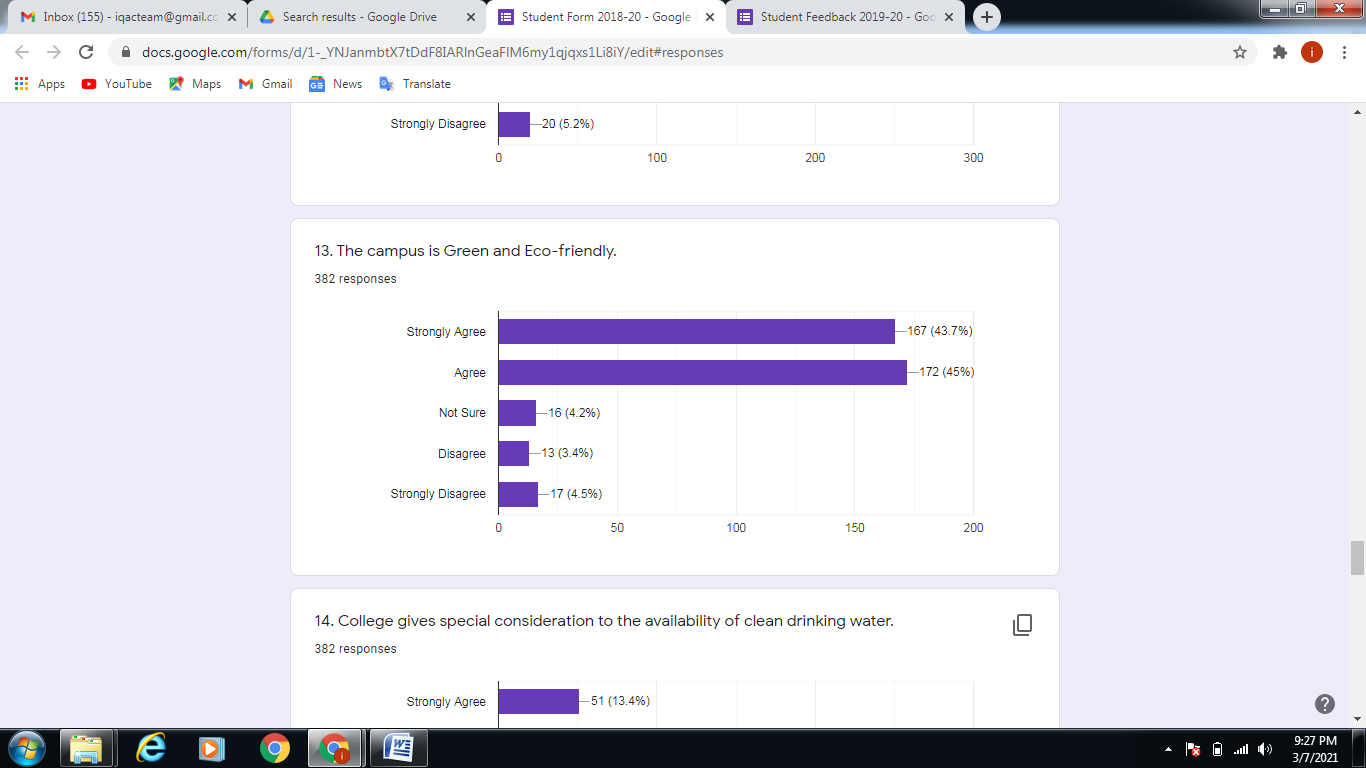 Inbox (155) - iqacteam@gmail.co
Search results - Google Drive
Student Form 2018-20 - Google
Student Feedback 2019-20 - Goo
docs.google.com/forms/d/1-_YNJanmbtX7tDdF8IARlnGeaFlM6my1qjqxs1Li8iY/edit#responses
i
Apps
YouTube
Maps
Gmail
News
Translate
Strongly Disagree
20 (5.2%)
0 100 200 300
13. The campus is Green and Eco-friendly.
382 responses
Strongly Agree
167 (43.7%)
Agree
172 (45%)
Not Sure
16 (4.2%)
Disagree
13 (3.4%)
Strongly Disagree
17 (4.5%)
0 50 100 150 200
14. College gives special consideration to the availability of clean drinking water.
382 responses
Strongly Agree
51 (13.4%)
9:27 PM
3/7/2021